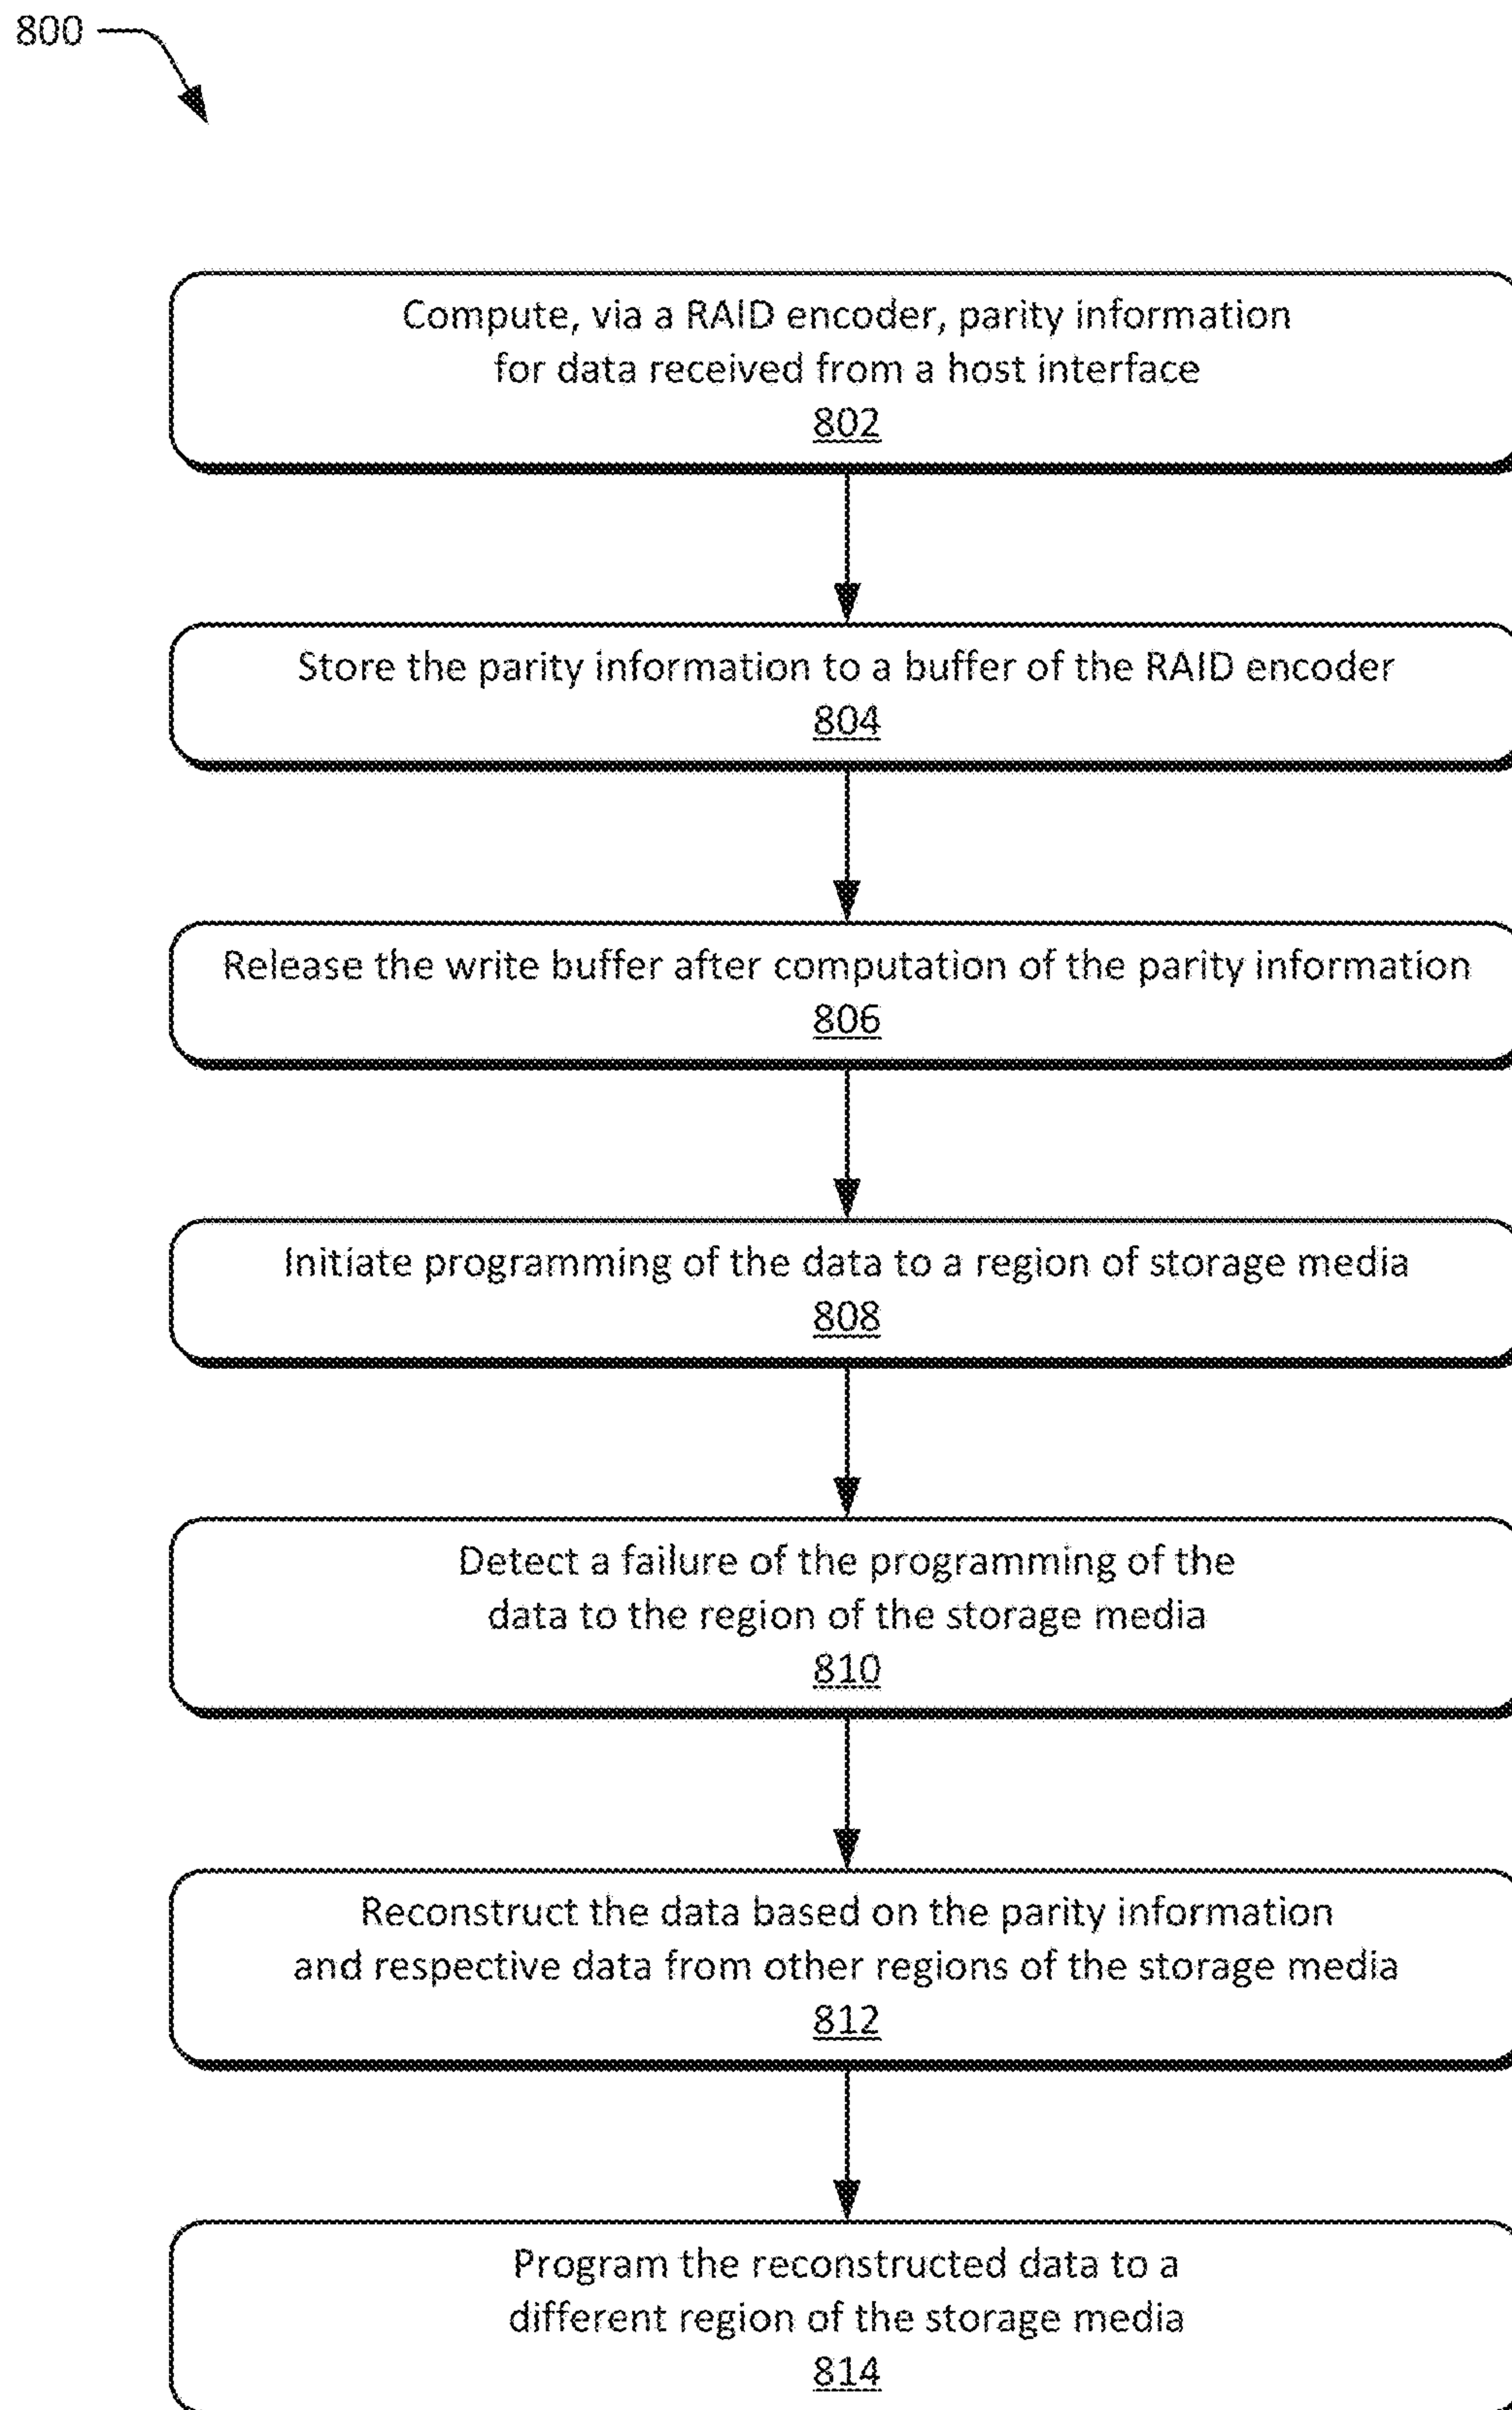 800
Compute, via a RAID encoder, parity information
for data received from a host interface
802
Store the parity information to a buffer of the RAID encoder
804
Release the write buffer after computation of the parity information
806
Initiate programming of the data to a region of storage media
808
Detect a failure of the programming of the
data to the region of the storage media
810
Reconstruct the data based on the parity information
and respective data from other regions of the storage media
812
Program the reconstructed data to a
different region of the storage media
814